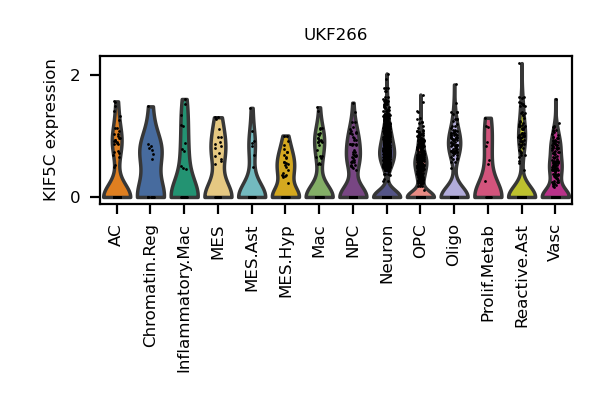 UKF266
KIF5C expression
2
0
AC
Chromatin.Reg
Inflammatory.Mac
MES
MES.Ast
MES.Hyp
Mac
NPC
Neuron
OPC
Oligo
Prolif.Metab
Reactive.Ast
Vasc